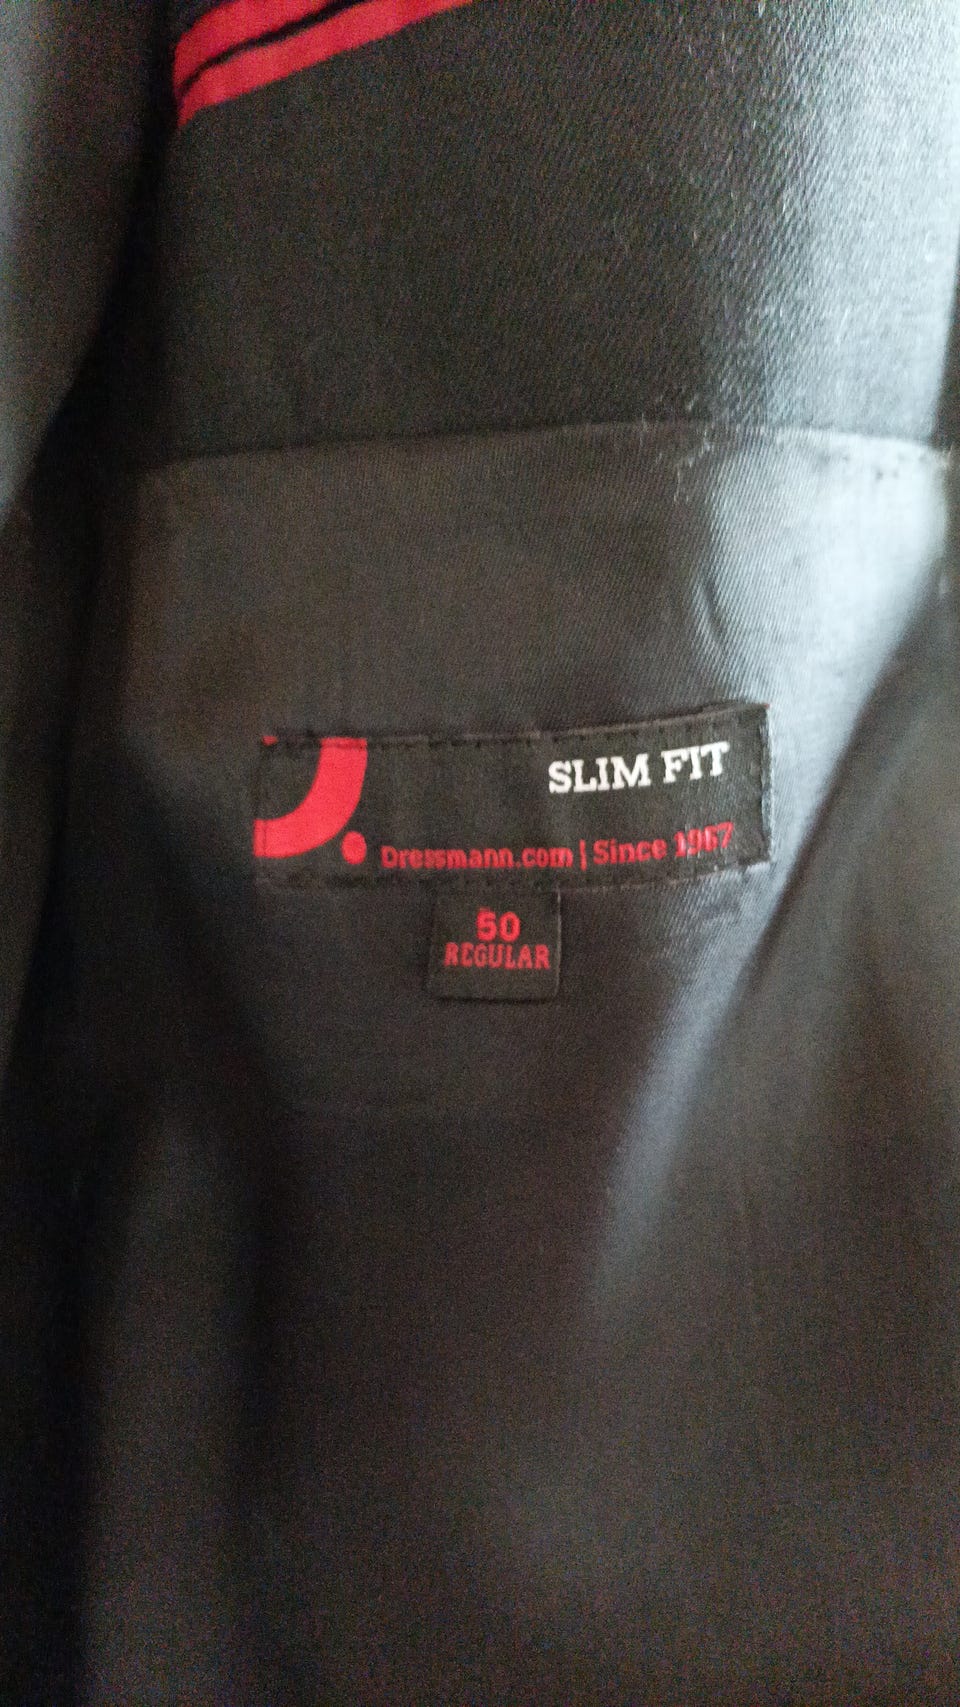 SLIM FIT
Dressmann.com | Since 1967
50
REGULAR